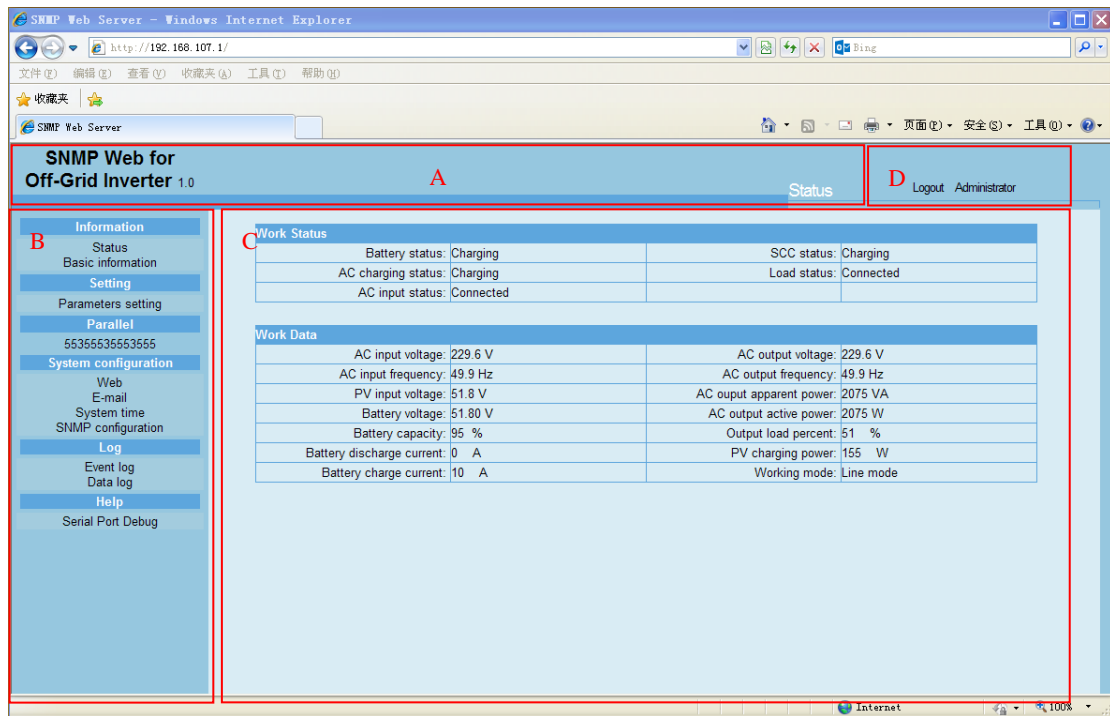 SNMP Web Server - Windows Internet Explorer
http://192.168.107.1/ Bing
文件(F) 编辑(E) 查看(V) 收藏夹(A) 工具(T) 帮助(H)
收藏夹
SNMP Web Server 页面(P) 安全(S) 工具(O)
SNMP Web for
Off-Grid Inverter 1.0
A
Status
D Logout Administrator
B
Information
Status
Basic information
Setting
Parameters setting
Parallel
55355535553555
System configuration
Web
E-mail
System time
SNMP configuration
Log
Event log
Data log
Help
Serial Port Debug
C
Work Status
Battery status: Charging SCC status: Charging
AC charging status: Charging Load status: Connected
AC input status: Connected
Work Data
AC input voltage: 229.6 V AC output voltage: 229.6 V
AC input frequency: 49.9 Hz AC output frequency: 49.9 Hz
PV input voltage: 51.8 V AC ouput apparent power: 2075 VA
Battery voltage: 51.80 V AC output active power: 2075 W
Battery capacity: 95 % Output load percent: 51 %
Battery discharge current: 0 A PV charging power: 155 W
Battery charge current: 10 A Working mode: Line mode
Internet 100%